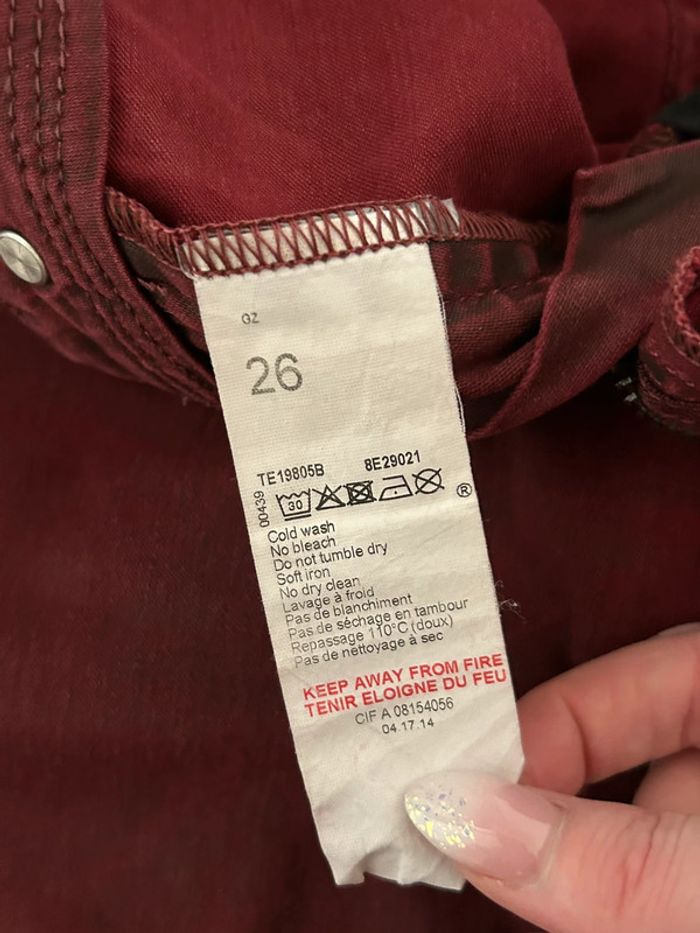 GZ
26
TE19805B 8E29021
00439
30
®
Cold wash
No bleach
Do not tumble dry
Soft iron
No dry clean
Lavage à froid
Pas de blanchiment
Pas de séchage en tambour
Repassage 110°C (doux)
Pas de nettoyage à sec
KEEP AWAY FROM FIRE
TENIR ELOIGNE DU FEU
CIF A 08154056
04.17.14